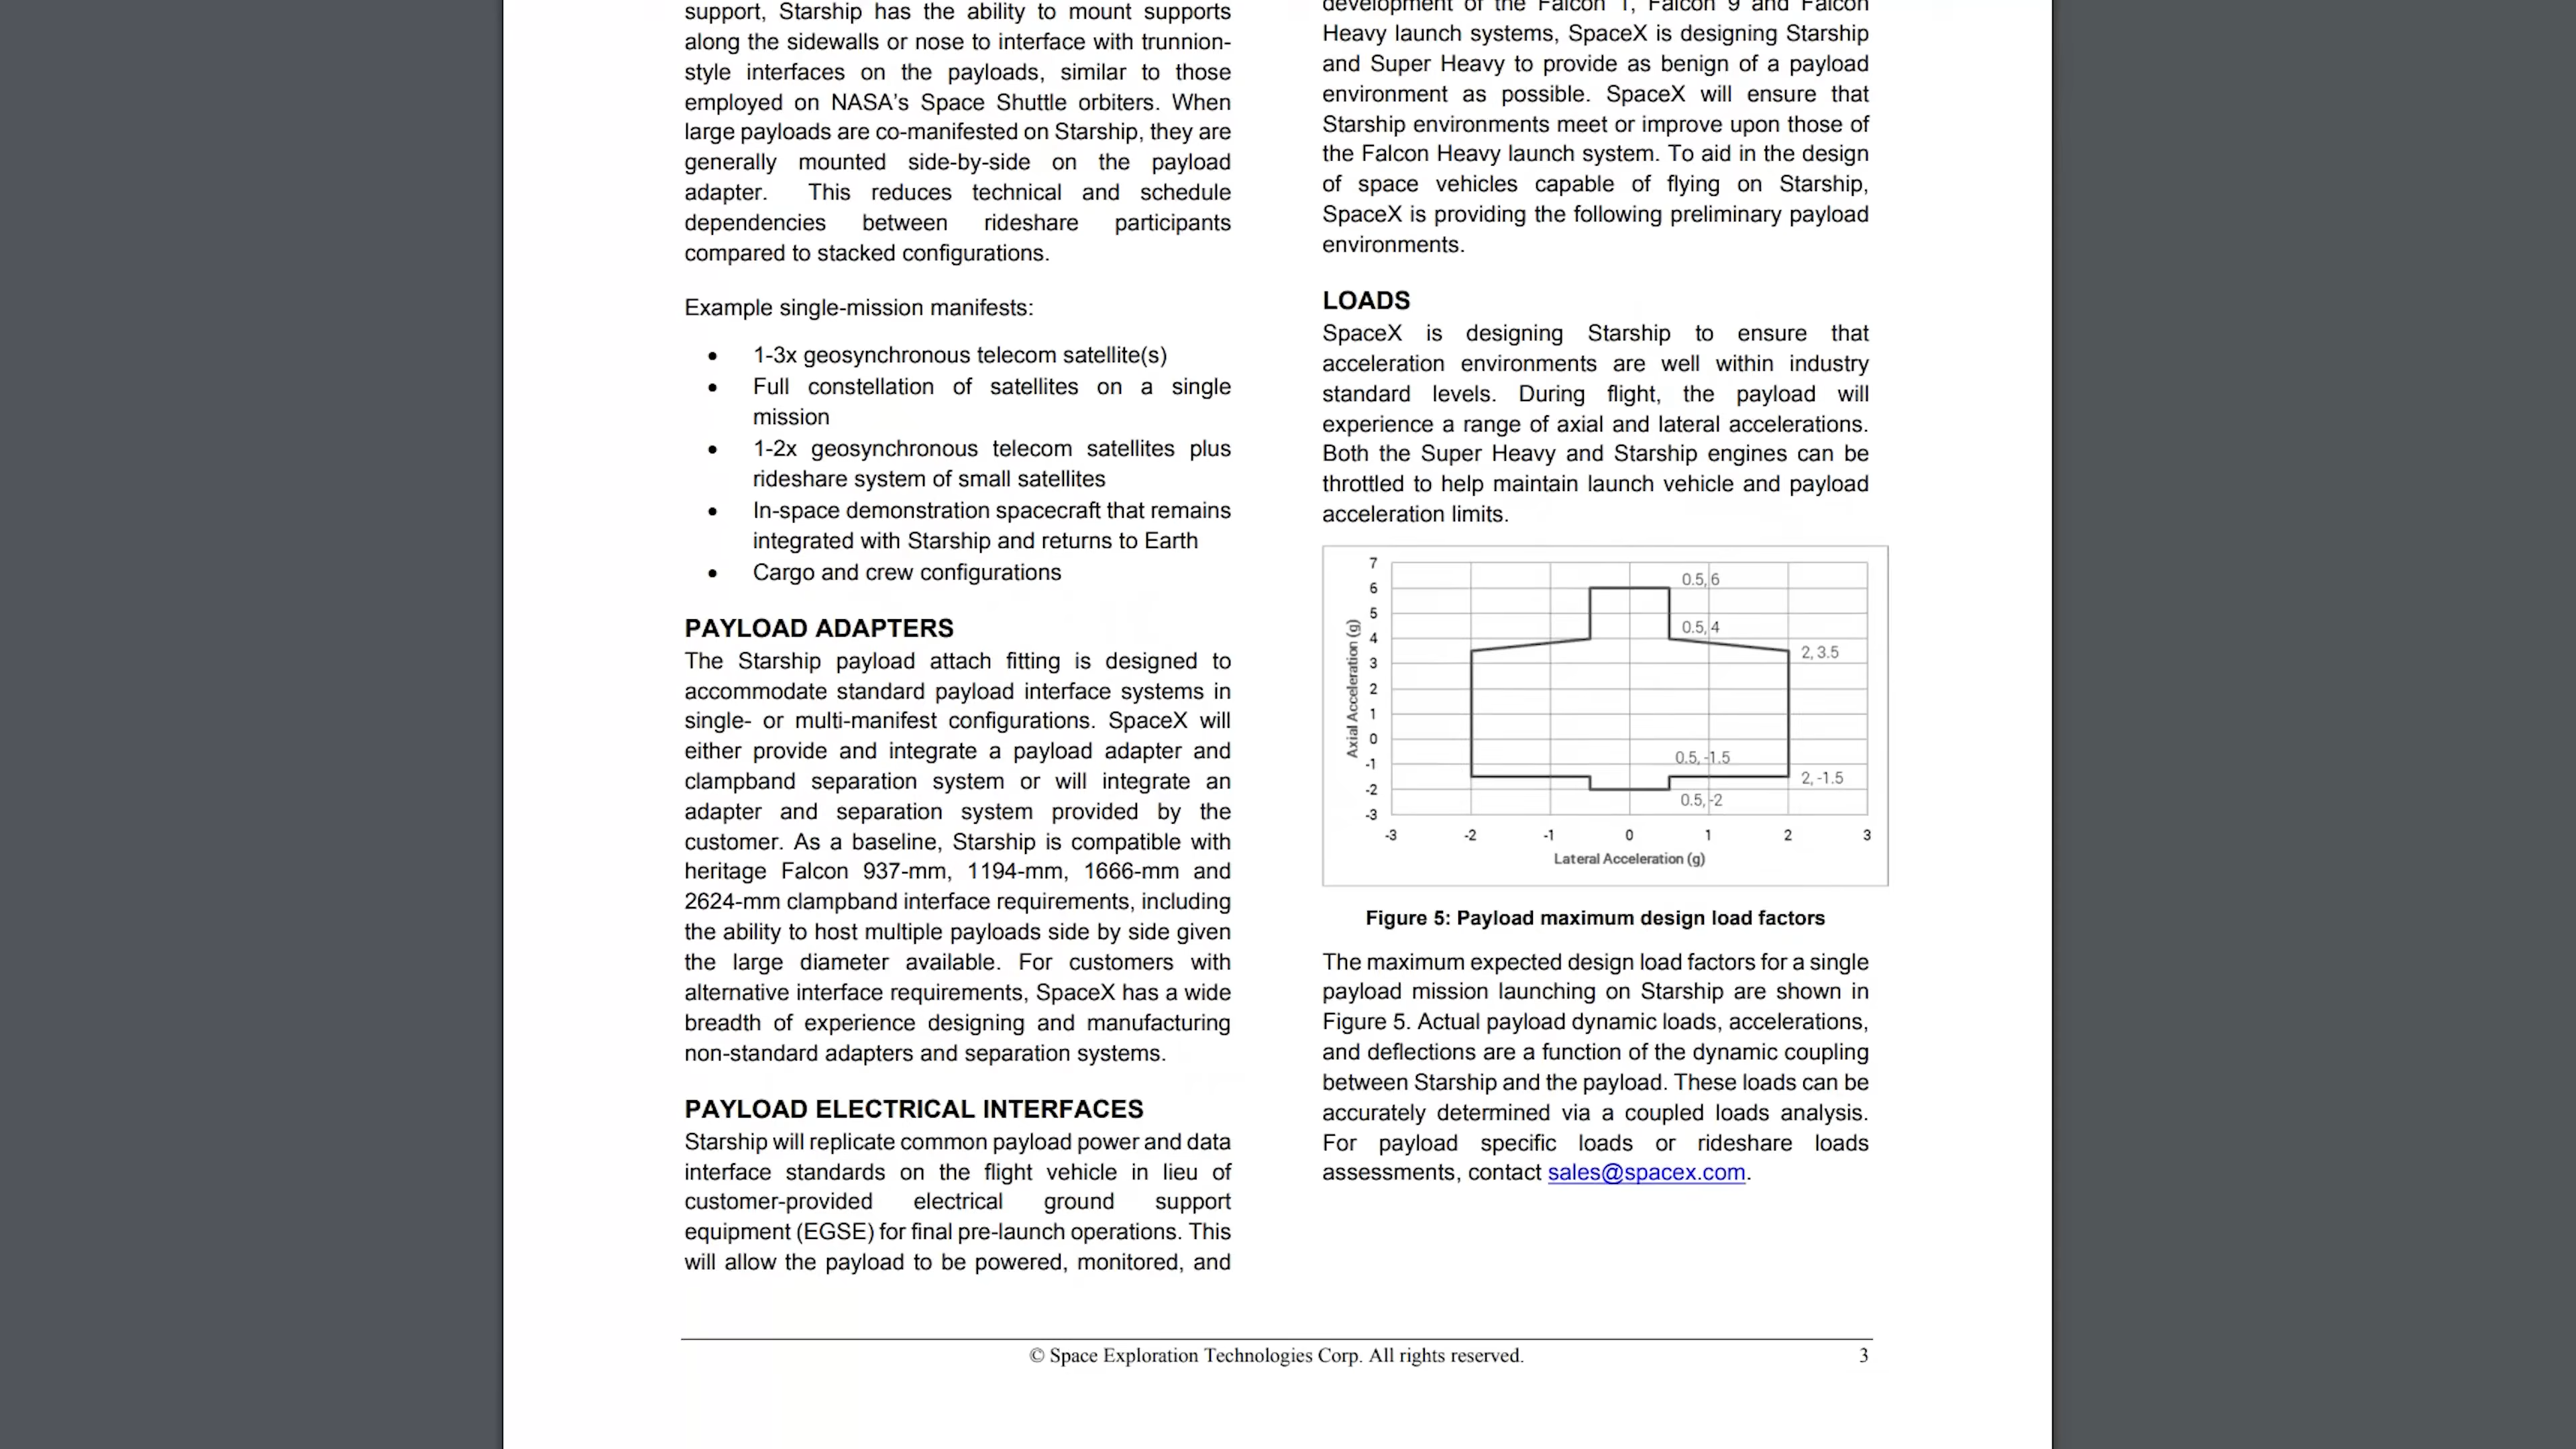 support, Starship has the ability to mount supports
along the sidewalls or nose to interface with trunnion-
style interfaces on the payloads, similar to those
employed on NASA's Space Shuttle orbiters. When
large payloads are co-manifested on Starship, they are
generally mounted side-by-side on the payload
adapter. This reduces technical and schedule
dependencies between rideshare participants
compared to stacked configurations.
Example single-mission manifests:
• 1-3x geosynchronous telecom satellite(s)
• Full constellation of satellites on a single
mission
• 1-2x geosynchronous telecom satellites plus
rideshare system of small satellites
• In-space demonstration spacecraft that remains
integrated with Starship and returns to Earth
• Cargo and crew configurations
PAYLOAD ADAPTERS
The Starship payload attach fitting is designed to
accommodate standard payload interface systems in
single- or multi-manifest configurations. SpaceX will
either provide and integrate a payload adapter and
clampband separation system or will integrate an
adapter and separation system provided by the
customer. As a baseline, Starship is compatible with
heritage Falcon 937-mm, 1194-mm, 1666-mm and
2624-mm clampband interface requirements, including
the ability to host multiple payloads side by side given
the large diameter available. For customers with
alternative interface requirements, SpaceX has a wide
breadth of experience designing and manufacturing
non-standard adapters and separation systems.
PAYLOAD ELECTRICAL INTERFACES
Starship will replicate common payload power and data
interface standards on the flight vehicle in lieu of
customer-provided electrical ground support
equipment (EGSE) for final pre-launch operations. This
will allow the payload to be powered, monitored, and
development of the Falcon 1, Falcon 9 and Falcon
Heavy launch systems, SpaceX is designing Starship
and Super Heavy to provide as benign of a payload
environment as possible. SpaceX will ensure that
Starship environments meet or improve upon those of
the Falcon Heavy launch system. To aid in the design
of space vehicles capable of flying on Starship,
SpaceX is providing the following preliminary payload
environments.
LOADS
SpaceX is designing Starship to ensure that
acceleration environments are well within industry
standard levels. During flight, the payload will
experience a range of axial and lateral accelerations.
Both the Super Heavy and Starship engines can be
throttled to help maintain launch vehicle and payload
acceleration limits.
Axial Acceleration (g)
7
6
5
4
3
2
1
0
-1
-2
-3
0.5, 6
0.5, 4
2, 3.5
0.5, -1.5
2, -1.5
0.5, -2
-3 -2 -1 0 1 2 3
Lateral Acceleration (g)
Figure 5: Payload maximum design load factors
The maximum expected design load factors for a single
payload mission launching on Starship are shown in
Figure 5. Actual payload dynamic loads, accelerations,
and deflections are a function of the dynamic coupling
between Starship and the payload. These loads can be
accurately determined via a coupled loads analysis.
For payload specific loads or rideshare loads
assessments, contact sales@spacex.com.
© Space Exploration Technologies Corp. All rights reserved. 3